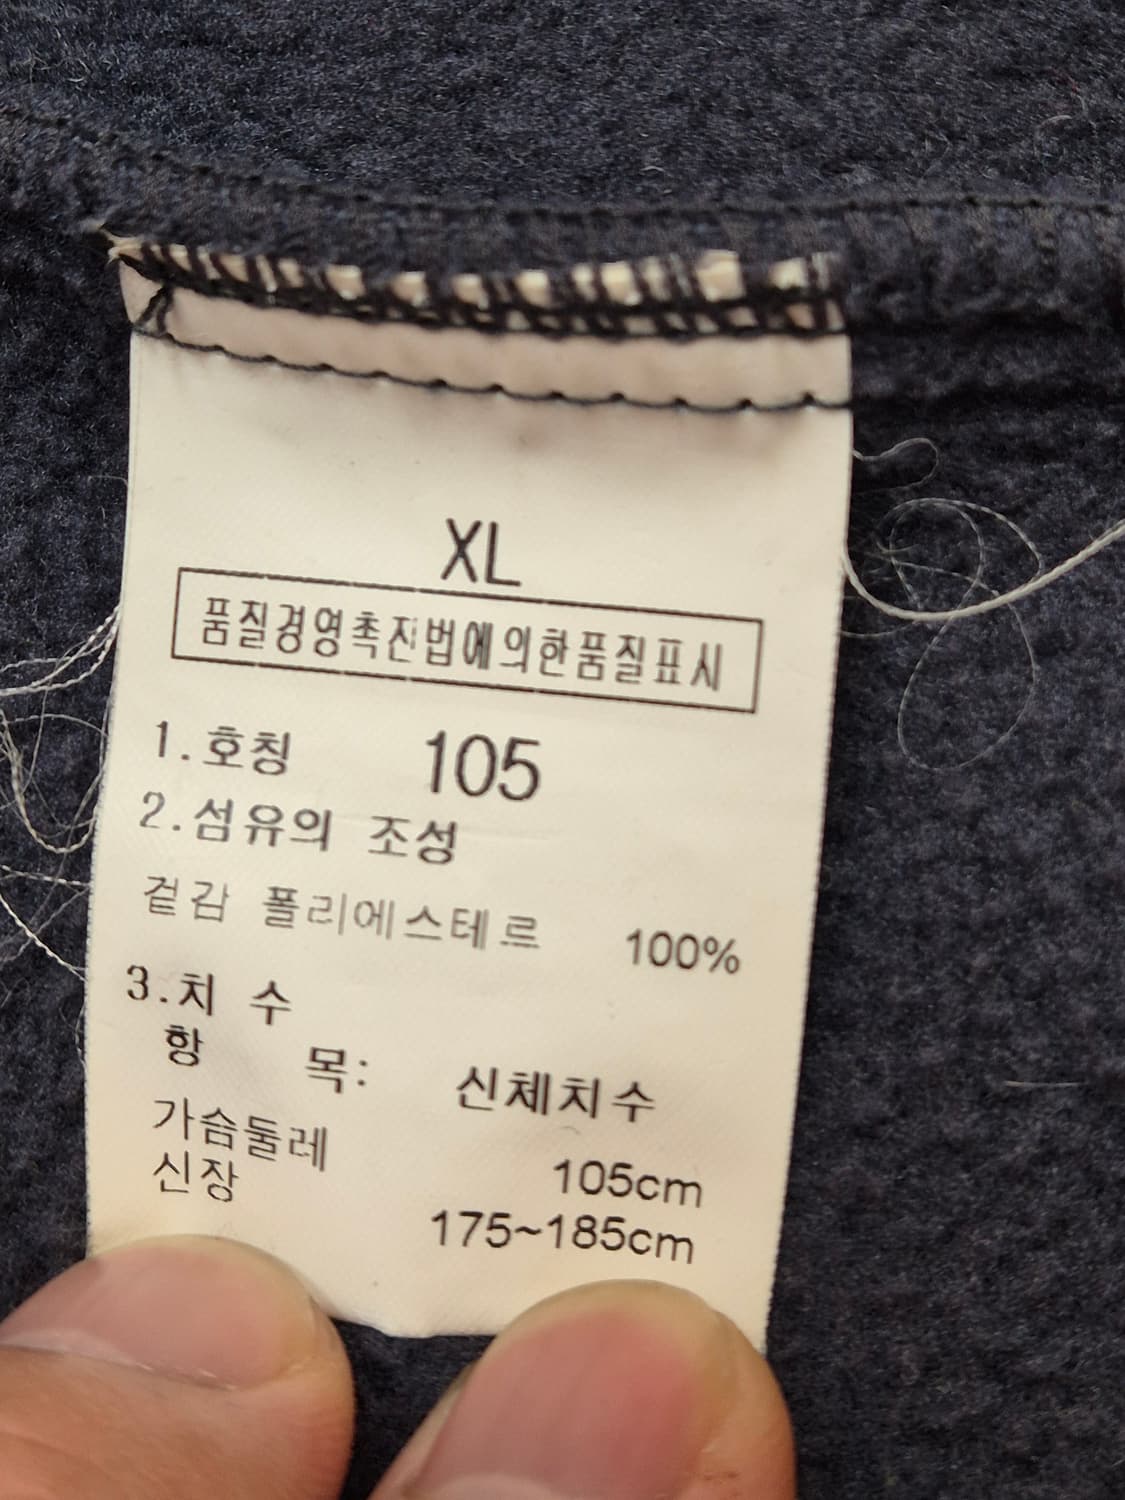 XL
품질경영촉진법에의한품질표시
1.호칭 105
2.섬유의 조성
겉감 폴리에스테르 100%
3.치 수
항 목: 신체치수
가슴둘레 105cm
신장 175~185cm